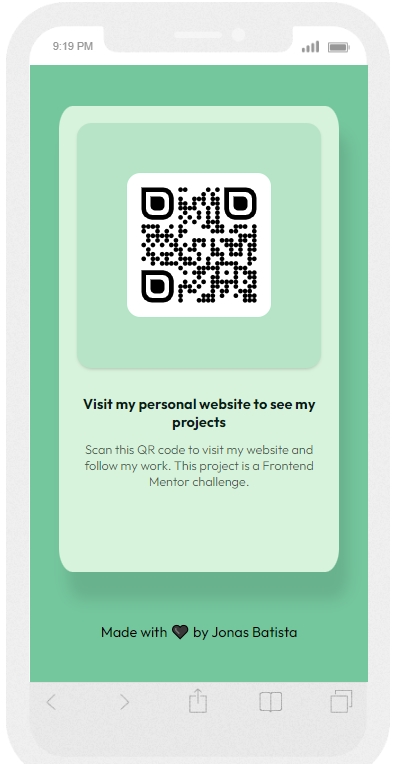 9:19 PM
Visit my personal website to see my
projects
Scan this QR code to visit my website and
follow my work. This project is a Frontend
Mentor challenge.
Made with 🖤 by Jonas Batista